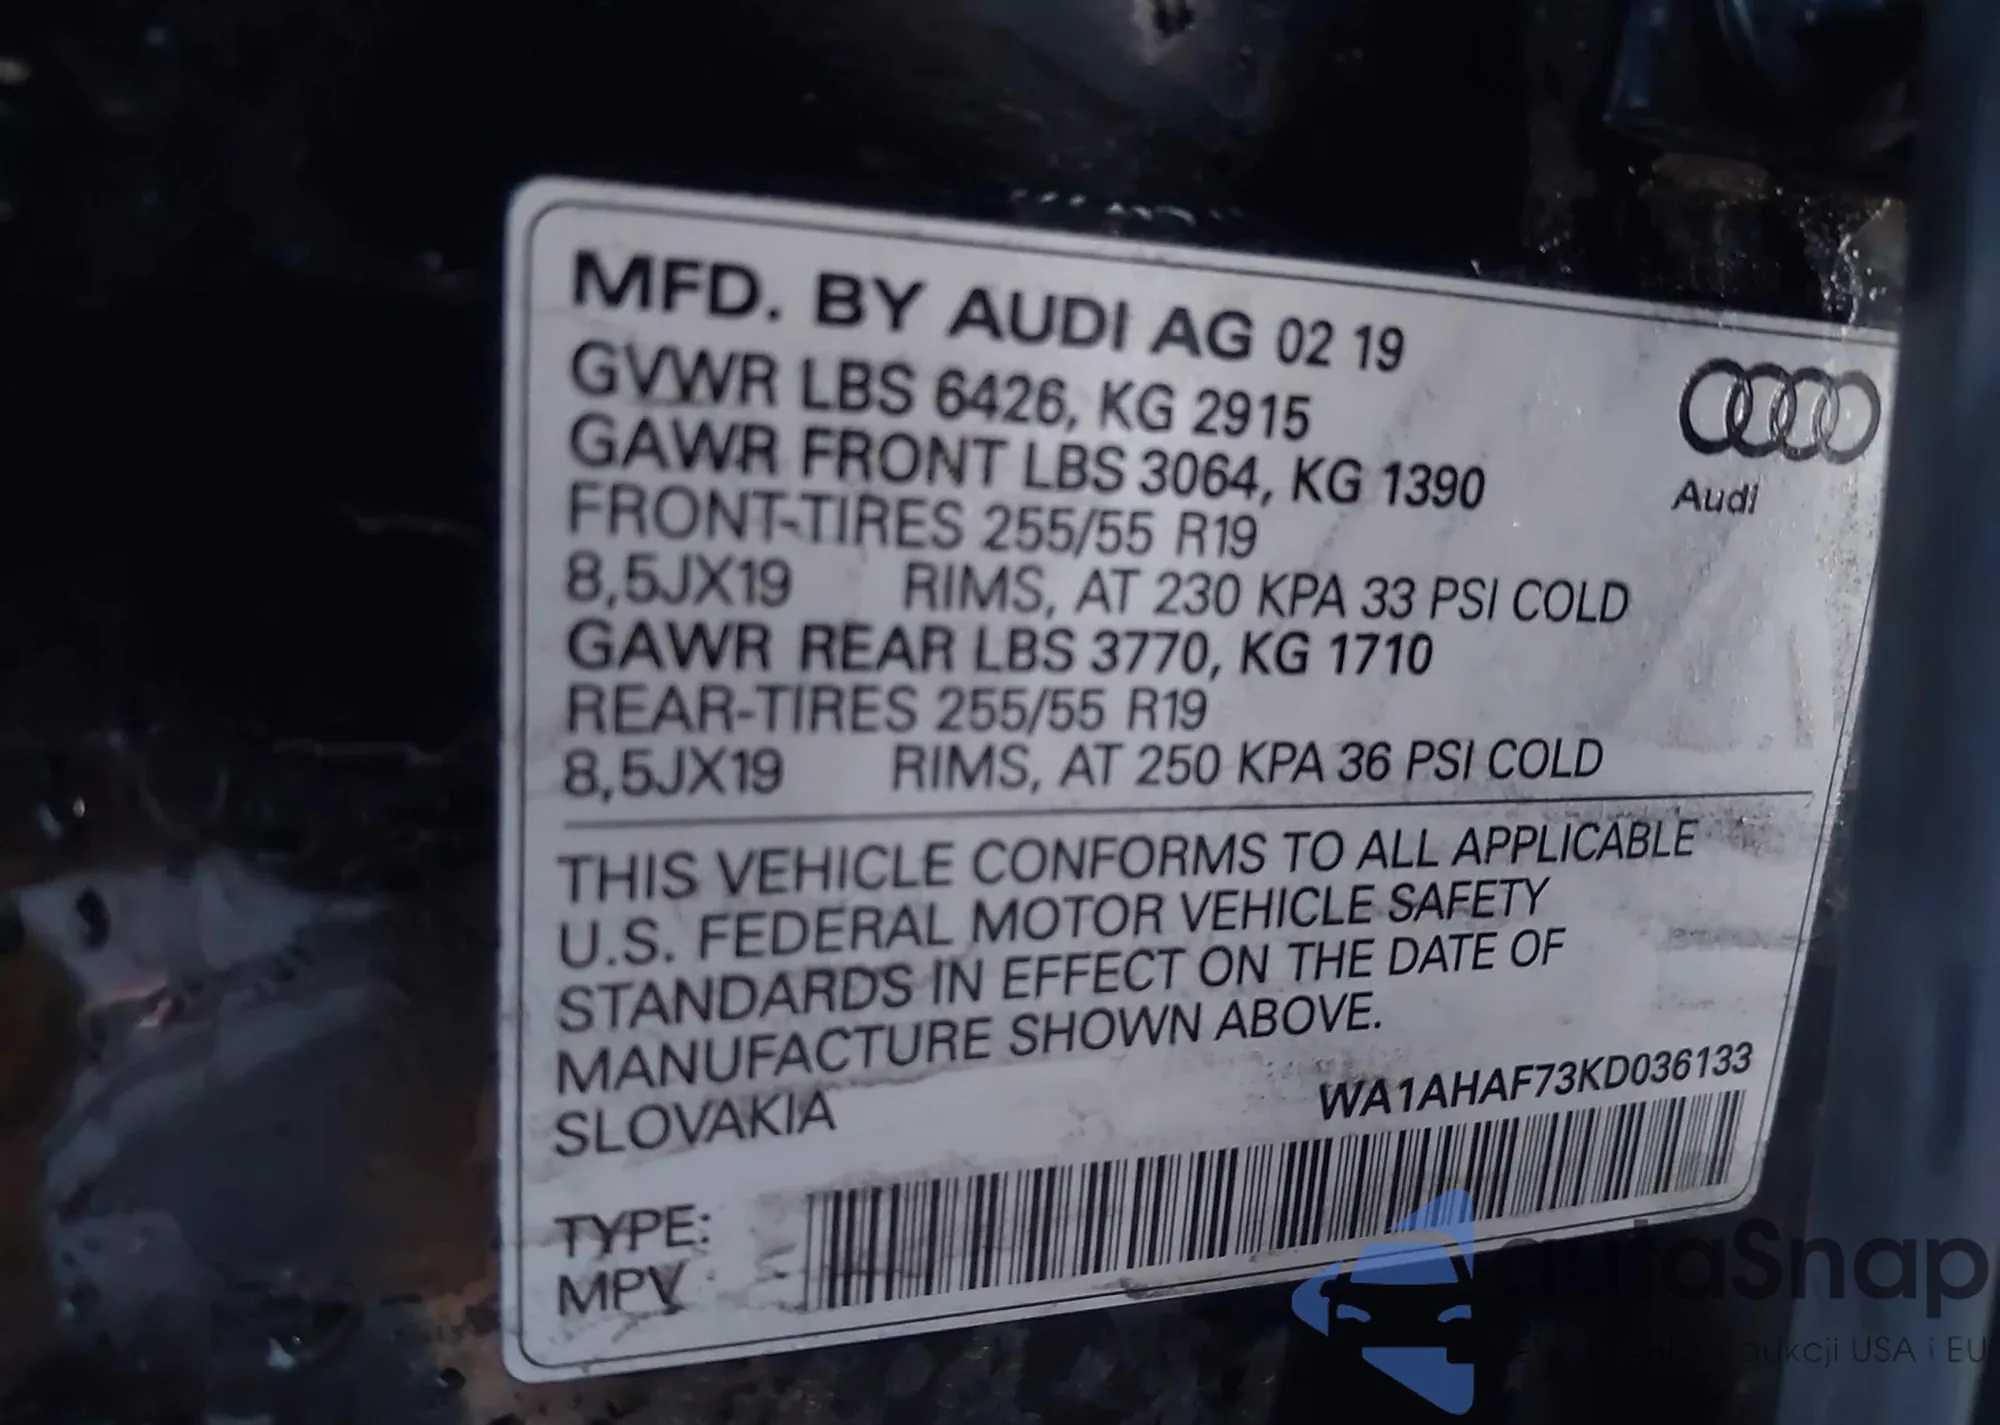 MFD. BY AUDI AG 02 19
GVWR LBS 6426, KG 2915
GAWR FRONT LBS 3064, KG 1390
FRONT-TIRES 255/55 R19
8,5JX19 RIMS, AT 230 KPA 33 PSI COLD
GAWR REAR LBS 3770, KG 1710
REAR-TIRES 255/55 R19
8,5JX19 RIMS, AT 250 KPA 36 PSI COLD
Audi
THIS VEHICLE CONFORMS TO ALL APPLICABLE
U.S. FEDERAL MOTOR VEHICLE SAFETY
STANDARDS IN EFFECT ON THE DATE OF
MANUFACTURE SHOWN ABOVE.
SLOVAKIA
WA1AHAF73KD036133
TYPE:
MPV
autaSnap
USA i EU